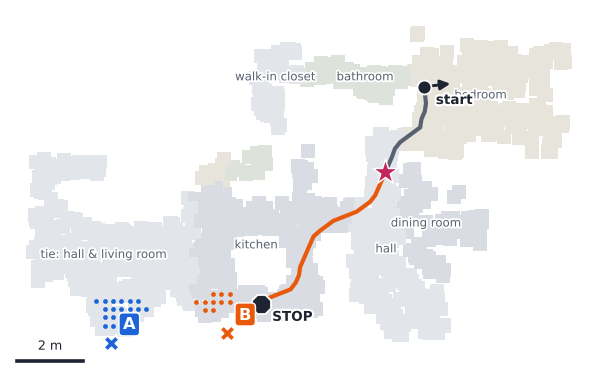 walk-in closet
bathroom
bedroom
start
dining room
kitchen
hall
tie: hall & living room
A
B
STOP
2 m